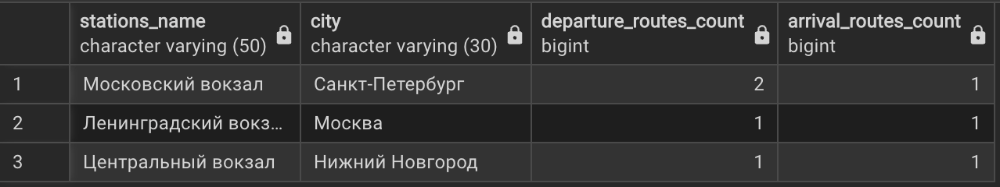 stations_name city departure_routes_count arrival_routes_count
character varying (50) character varying (30) bigint bigint
1 Московский вокзал Санкт-Петербург 2 1
2 Ленинградский вокз... Москва 1 1
3 Центральный вокзал Нижний Новгород 1 1